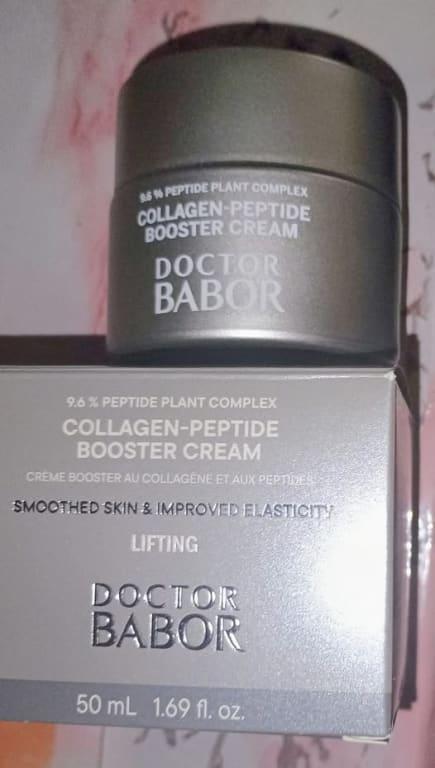 9.6 % PEPTIDE PLANT COMPLEX
COLLAGEN-PEPTIDE
BOOSTER CREAM
DOCTOR
BABOR
9.6 % PEPTIDE PLANT COMPLEX
COLLAGEN-PEPTIDE
BOOSTER CREAM
CRÈME BOOSTER AU COLLAGÈNE ET AUX PEPTIDES
SMOOTHED SKIN & IMPROVED ELASTICITY
LIFTING
DOCTOR
BABOR
50 mL 1.69 fl. oz.